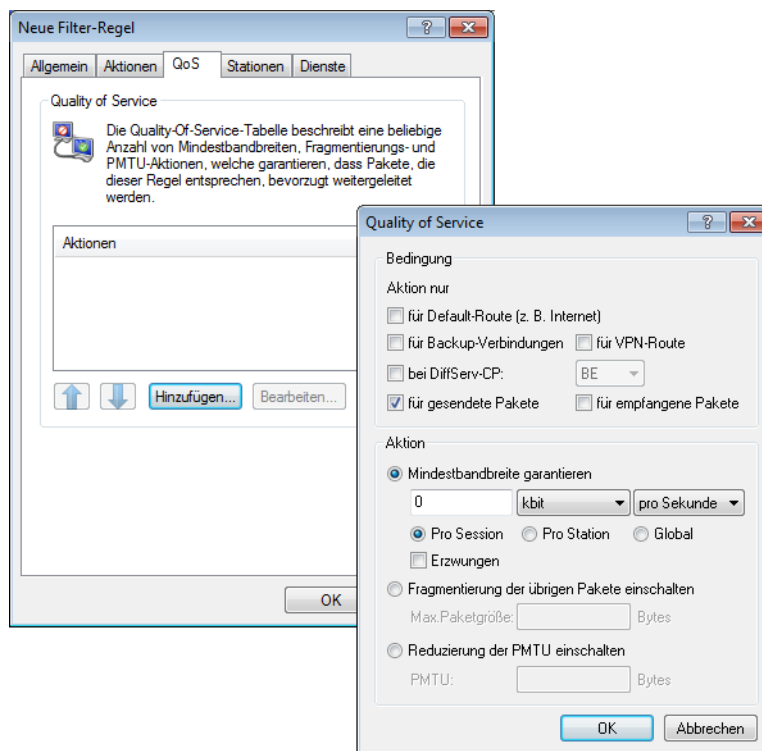 Neue Filter-Regel
Allgemein Aktionen QoS Stationen Dienste
Quality of Service
Die Quality-Of-Service-Tabelle beschreibt eine beliebige
Anzahl von Mindestbandbreiten, Fragmentierungs- und
PMTU-Aktionen, welche garantieren, dass Pakete, die
dieser Regel entsprechen, bevorzugt weitergeleitet
werden.
Aktionen
Hinzufügen... Bearbeiten...
OK
Quality of Service
Bedingung
Aktion nur
für Default-Route (z. B. Internet)
für Backup-Verbindungen für VPN-Route
bei DiffServ-CP: BE
für gesendete Pakete für empfangene Pakete
Aktion
Mindestbandbreite garantieren
0 kbit pro Sekunde
Pro Session Pro Station Global
Erzwungen
Fragmentierung der übrigen Pakete einschalten
Max.Paketgröße: Bytes
Reduzierung der PMTU einschalten
PMTU: Bytes
OK Abbrechen